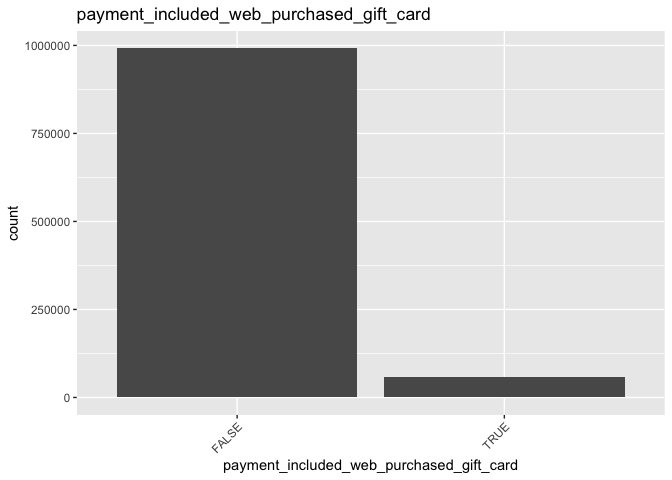 payment_included_web_purchased_gift_card
1000000
750000
500000
250000
0
count
FALSE
TRUE
payment_included_web_purchased_gift_card